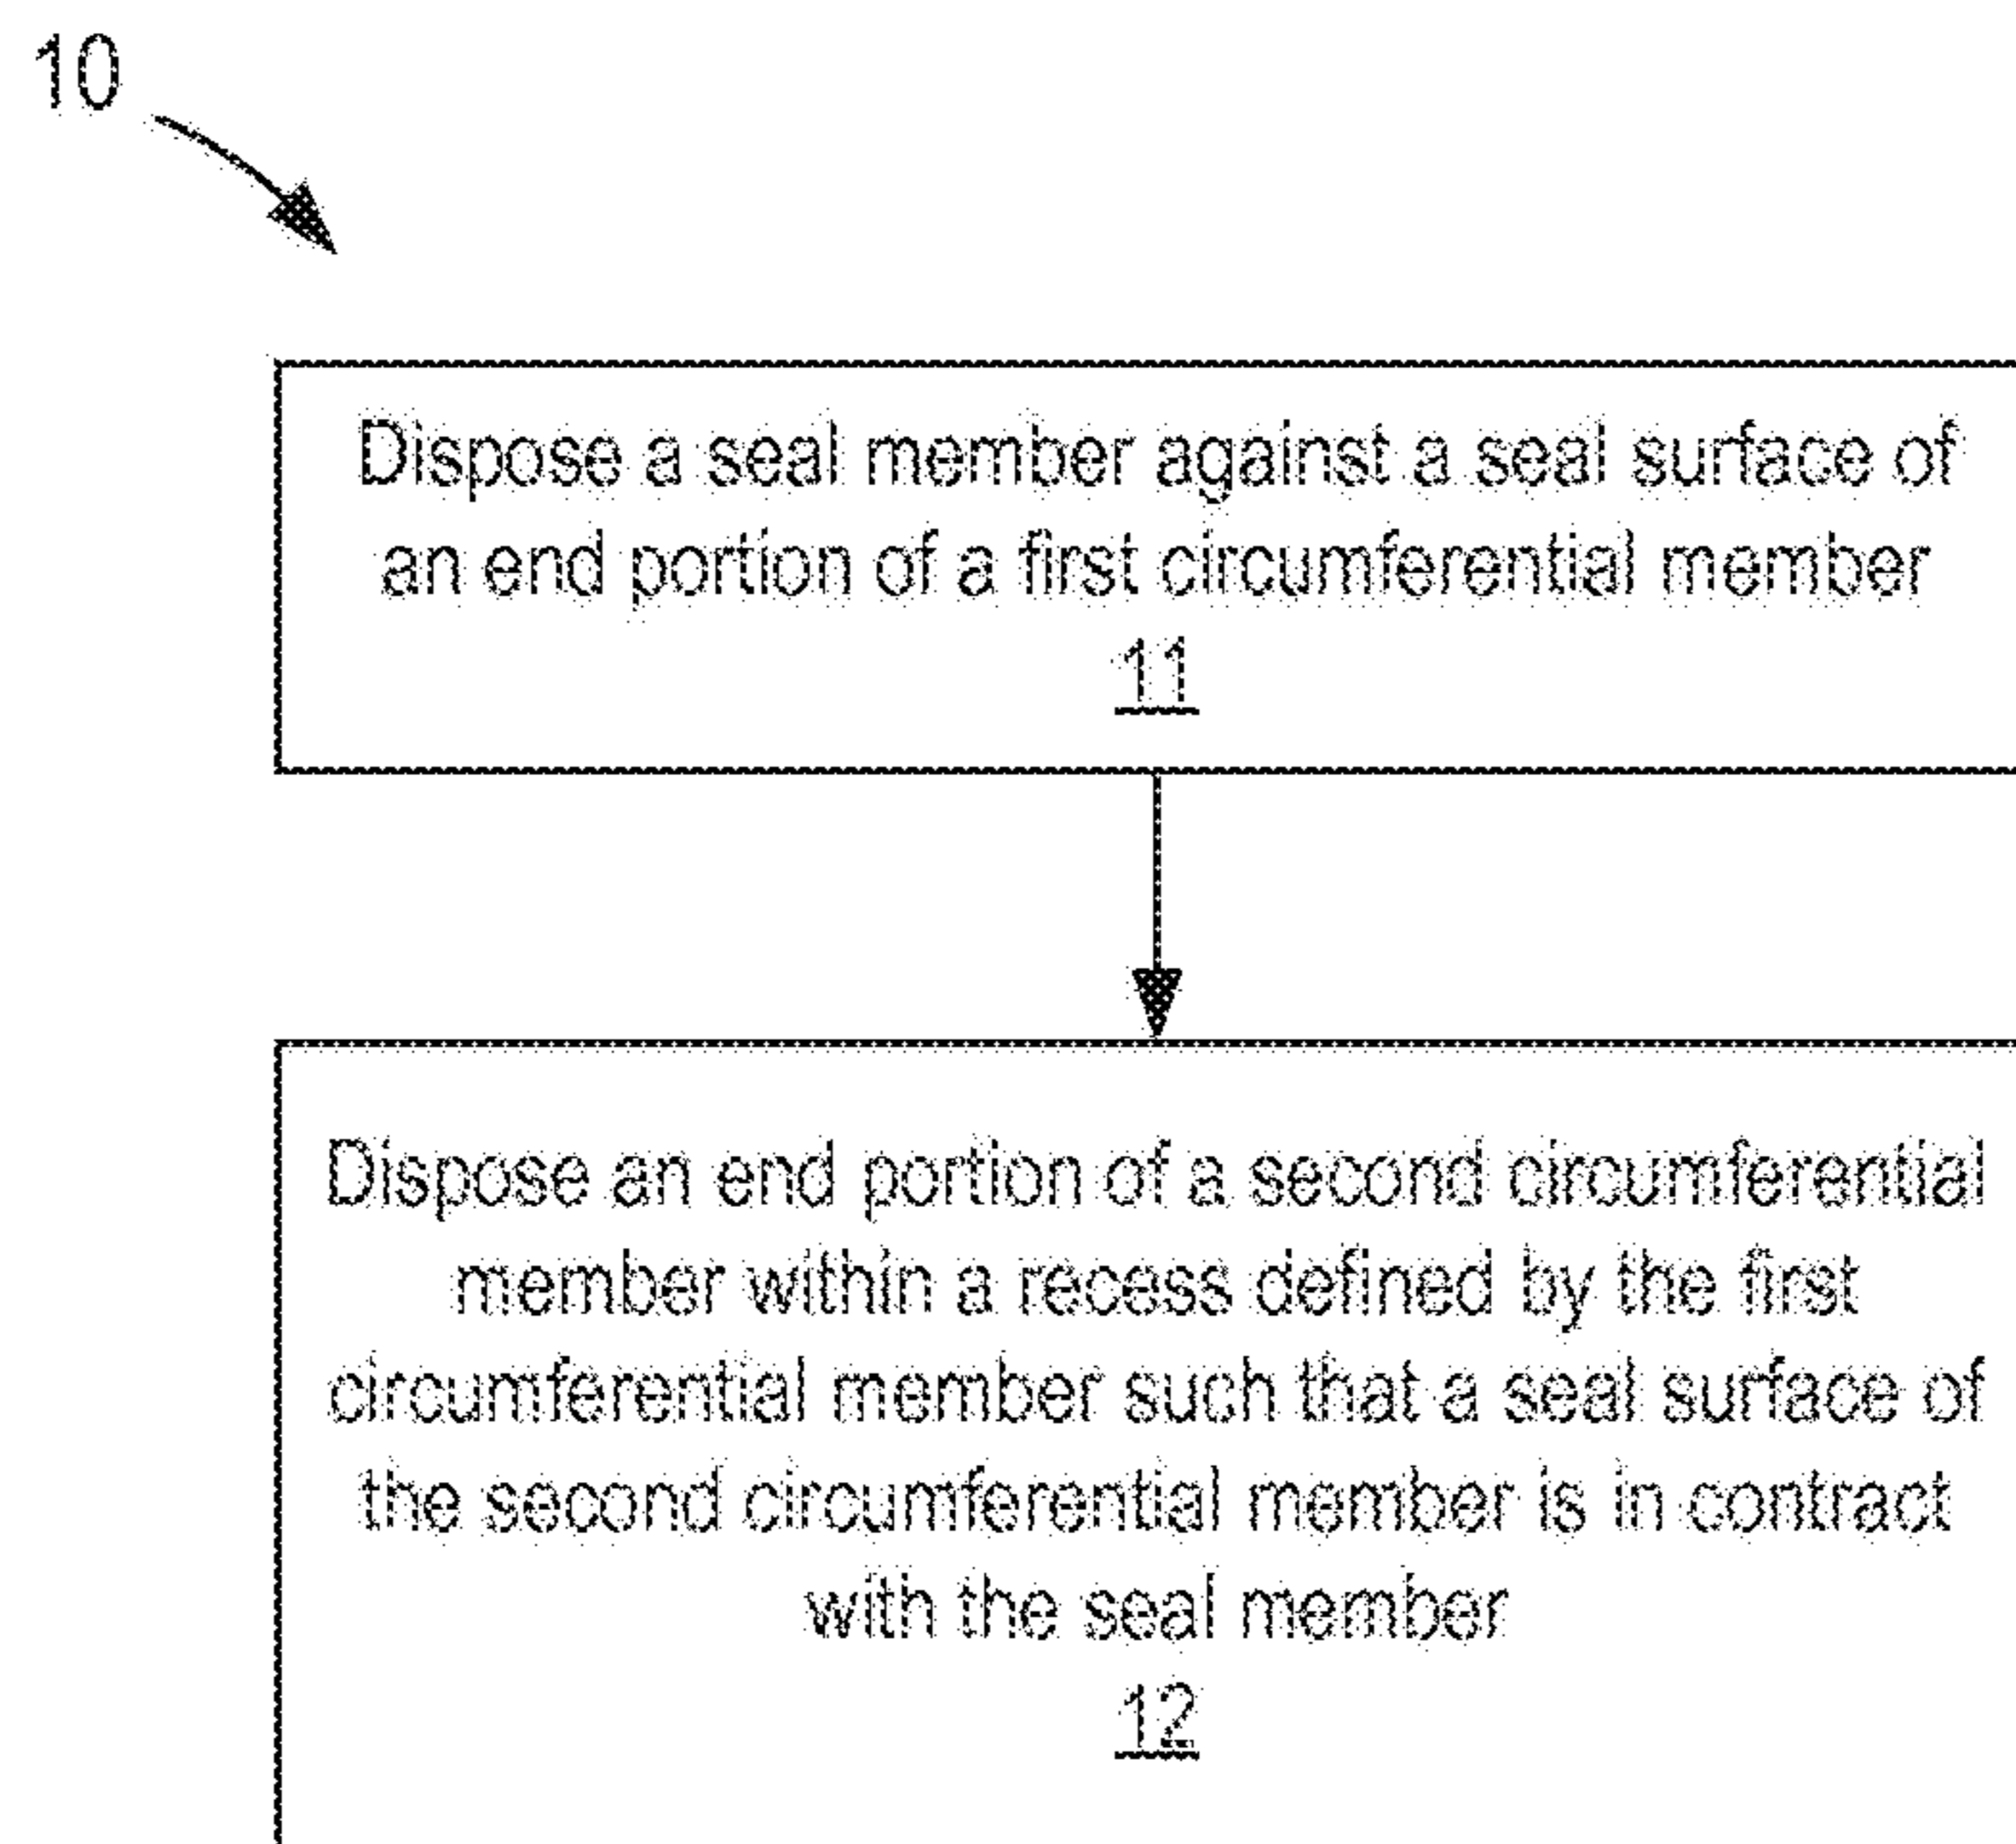 10
Dispose a seal member against a seal surface of
an end portion of a first circumferential member
11
Dispose an end portion of a second circumferential
member within a recess defined by the first
circumferential member such that a seal surface of
the second circumferential member is in contract
with the seal member
12